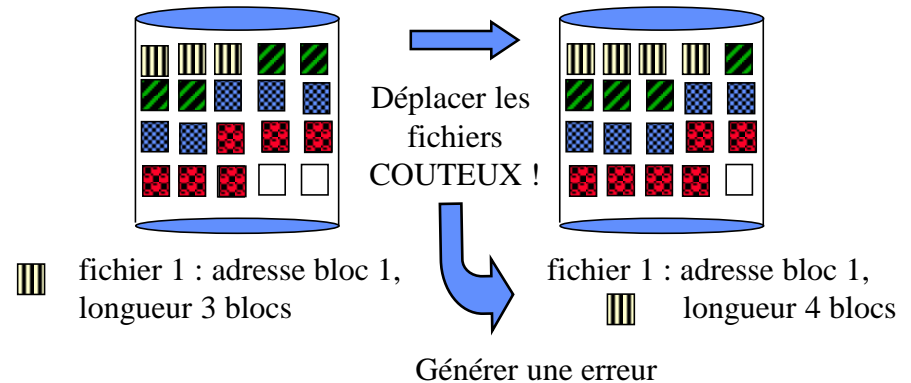 Déplacer les
fichiers
COUTEUX !
fichier 1 : adresse bloc 1,
longueur 3 blocs
fichier 1 : adresse bloc 1,
longueur 4 blocs
Générer une erreur